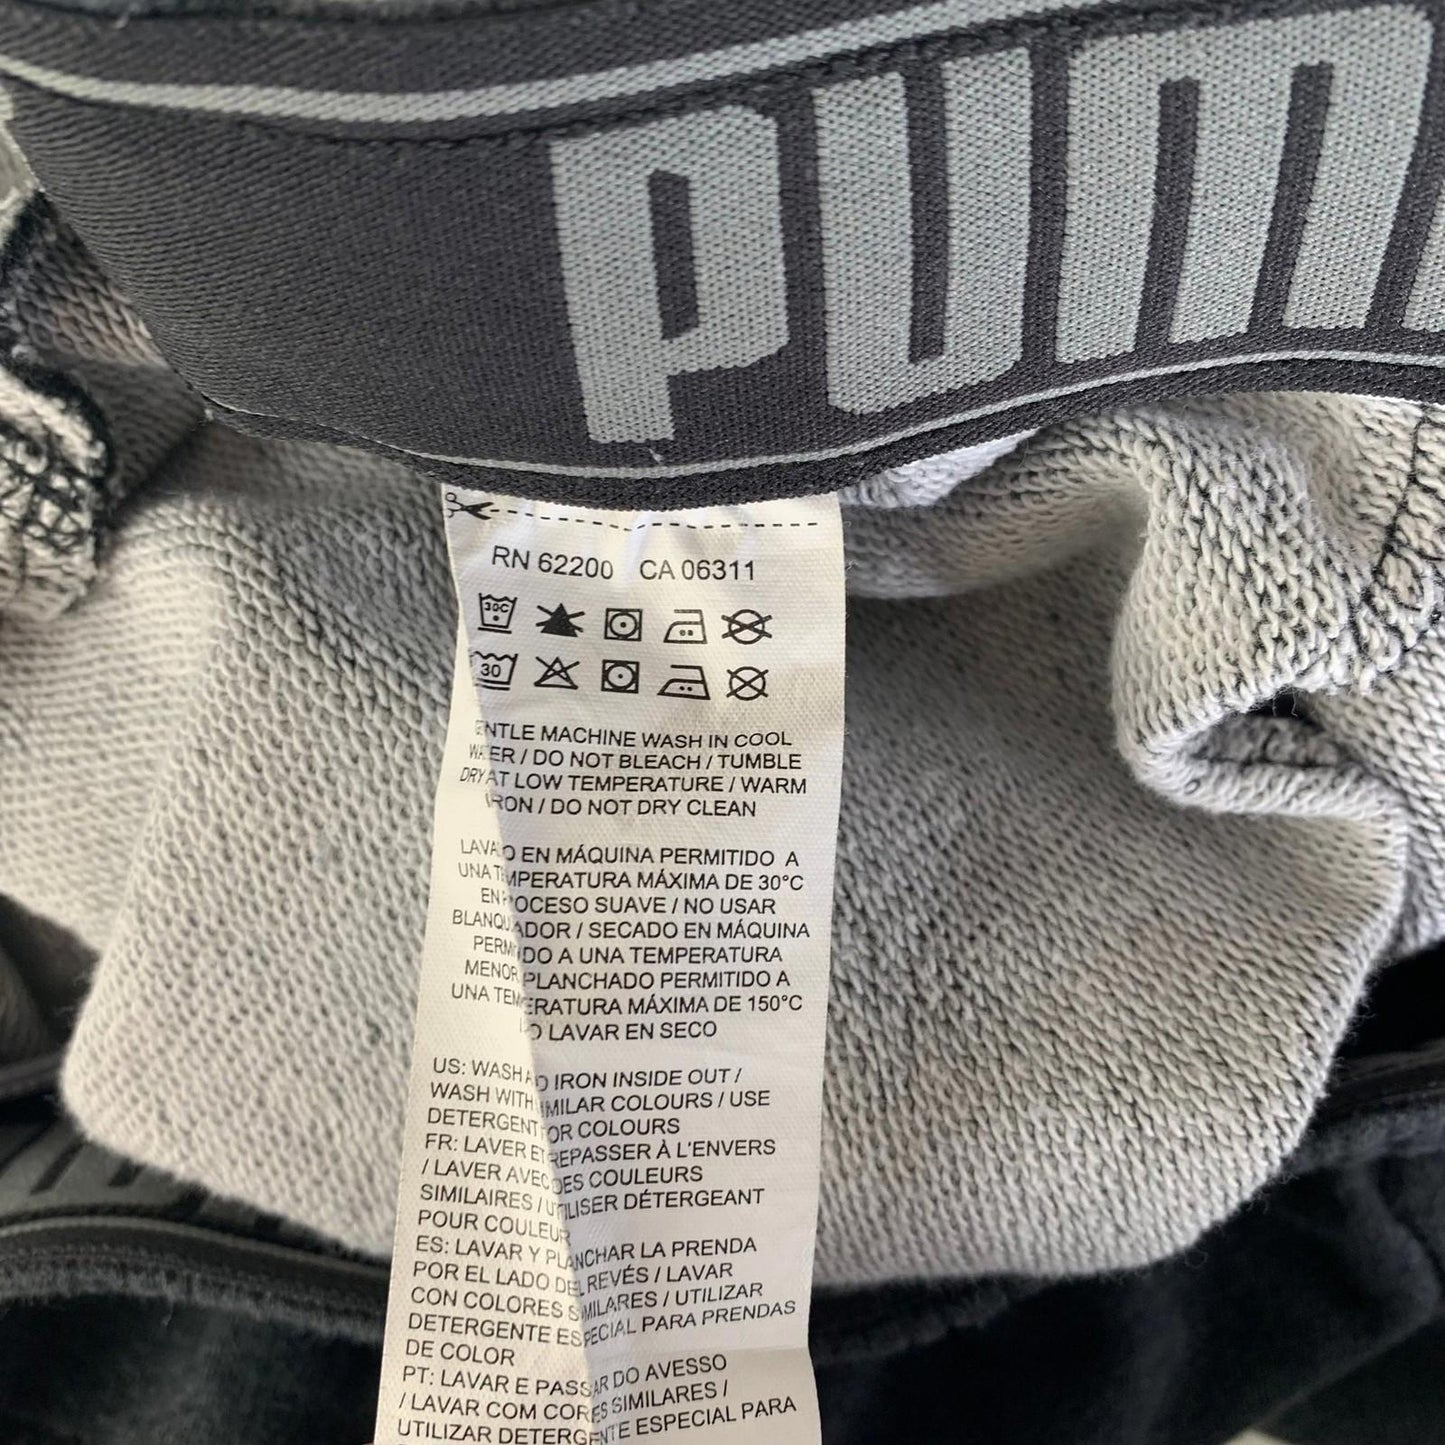 PUM
RN 62200 CA 06311
30C
30
GENTLE MACHINE WASH IN COOL
WATER / DO NOT BLEACH / TUMBLE
DRY AT LOW TEMPERATURE / WARM
IRON / DO NOT DRY CLEAN
LAVADO EN MÁQUINA PERMITIDO A
UNA TEMPERATURA MÁXIMA DE 30°C
EN PROCESO SUAVE / NO USAR
BLANQUEADOR / SECADO EN MÁQUINA
PERMITIDO A UNA TEMPERATURA
MENOR PLANCHADO PERMITIDO A
UNA TEMPERATURA MÁXIMA DE 150°C
NO LAVAR EN SECO
US: WASH AND IRON INSIDE OUT /
WASH WITH SIMILAR COLOURS / USE
DETERGENT FOR COLOURS
FR: LAVER ET REPASSER À L'ENVERS
/ LAVER AVEC DES COULEURS
SIMILAIRES / UTILISER DÉTERGEANT
POUR COULEUR
ES: LAVAR Y PLANCHAR LA PRENDA
POR EL LADO DEL REVÉS / LAVAR
CON COLORES SIMILARES / UTILIZAR
DETERGENTE ESPECIAL PARA PRENDAS
DE COLOR
PT: LAVAR E PASSAR DO AVESSO
/ LAVAR COM CORES SIMILARES /
UTILIZAR DETERGENTE ESPECIAL PARA